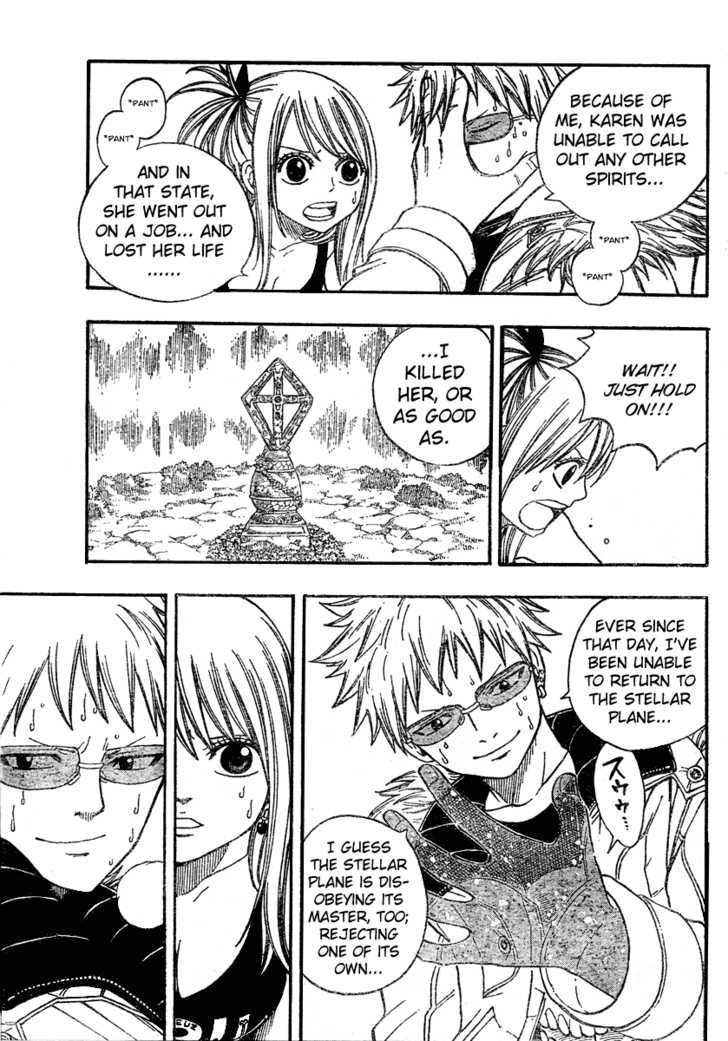 BECAUSE OF
ME, KAREN WAS
UNABLE TO CALL
OUT ANY OTHER
SPIRITS...
*PANT*
*PANT*
*PANT*
*PANT*
AND IN
THAT STATE,
SHE WENT OUT
ON A JOB... AND
LOST HER LIFE
......
WAIT!!
JUST HOLD
ON!!!
...I
KILLED
HER, OR
AS GOOD
AS.
EVER SINCE
THAT DAY, I'VE
BEEN UNABLE
TO RETURN TO
THE STELLAR
PLANE...
スゥゥ...
I GUESS
THE STELLAR
PLANE IS DIS-
OBEYING ITS
MASTER, TOO;
REJECTING
ONE OF ITS
OWN...